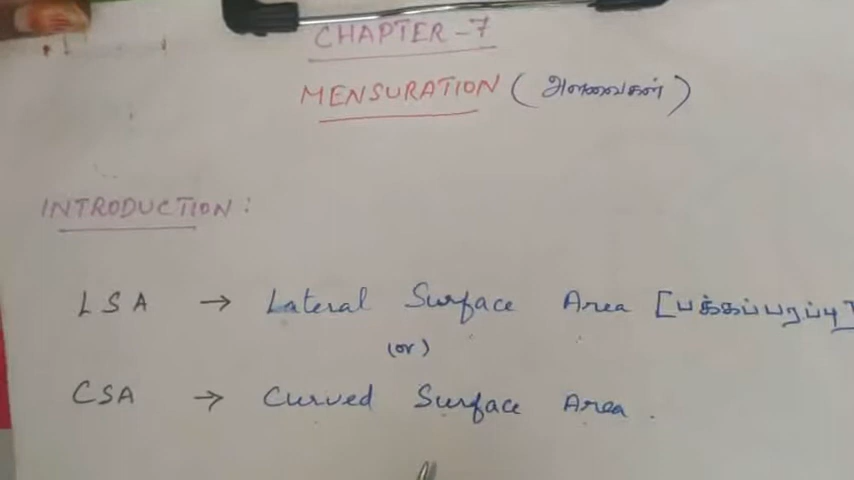 CHAPTER-7
MENSURATION (அளவைகள்)
INTRODUCTION:
LSA → Lateral Surface Area [பக்கப்பரப்பு]
(or)
CSA → Curved Surface Area.